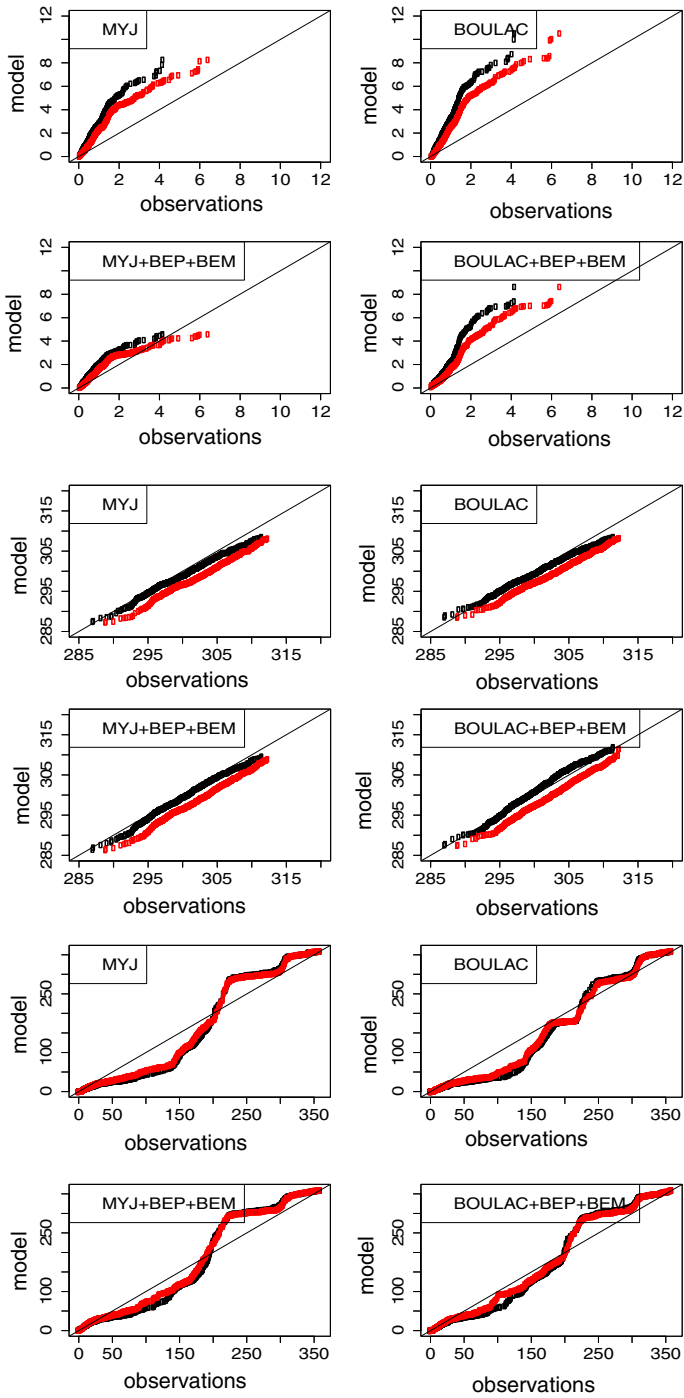 MYJ
BOULAC
model
0 2 4 6 8 12
0 2 4 6 8 10 12
observations
model
0 2 4 6 8 12
0 2 4 6 8 10 12
observations
MYJ+BEP+BEM
BOULAC+BEP+BEM
model
0 2 4 6 8 12
0 2 4 6 8 10 12
observations
model
0 2 4 6 8 12
0 2 4 6 8 10 12
observations
MYJ
BOULAC
model
285 295 305 315
285 295 305 315
observations
model
285 295 305 315
285 295 305 315
observations
MYJ+BEP+BEM
BOULAC+BEP+BEM
model
285 295 305 315
285 295 305 315
observations
model
285 295 305 315
285 295 305 315
observations
MYJ
BOULAC
model
0 100 250
0 50 150 250 350
observations
model
0 100 250
0 50 150 250 350
observations
MYJ+BEP+BEM
BOULAC+BEP+BEM
model
0 100 250
0 50 150 250 350
observations
model
0 100 250
0 50 150 250 350
observations